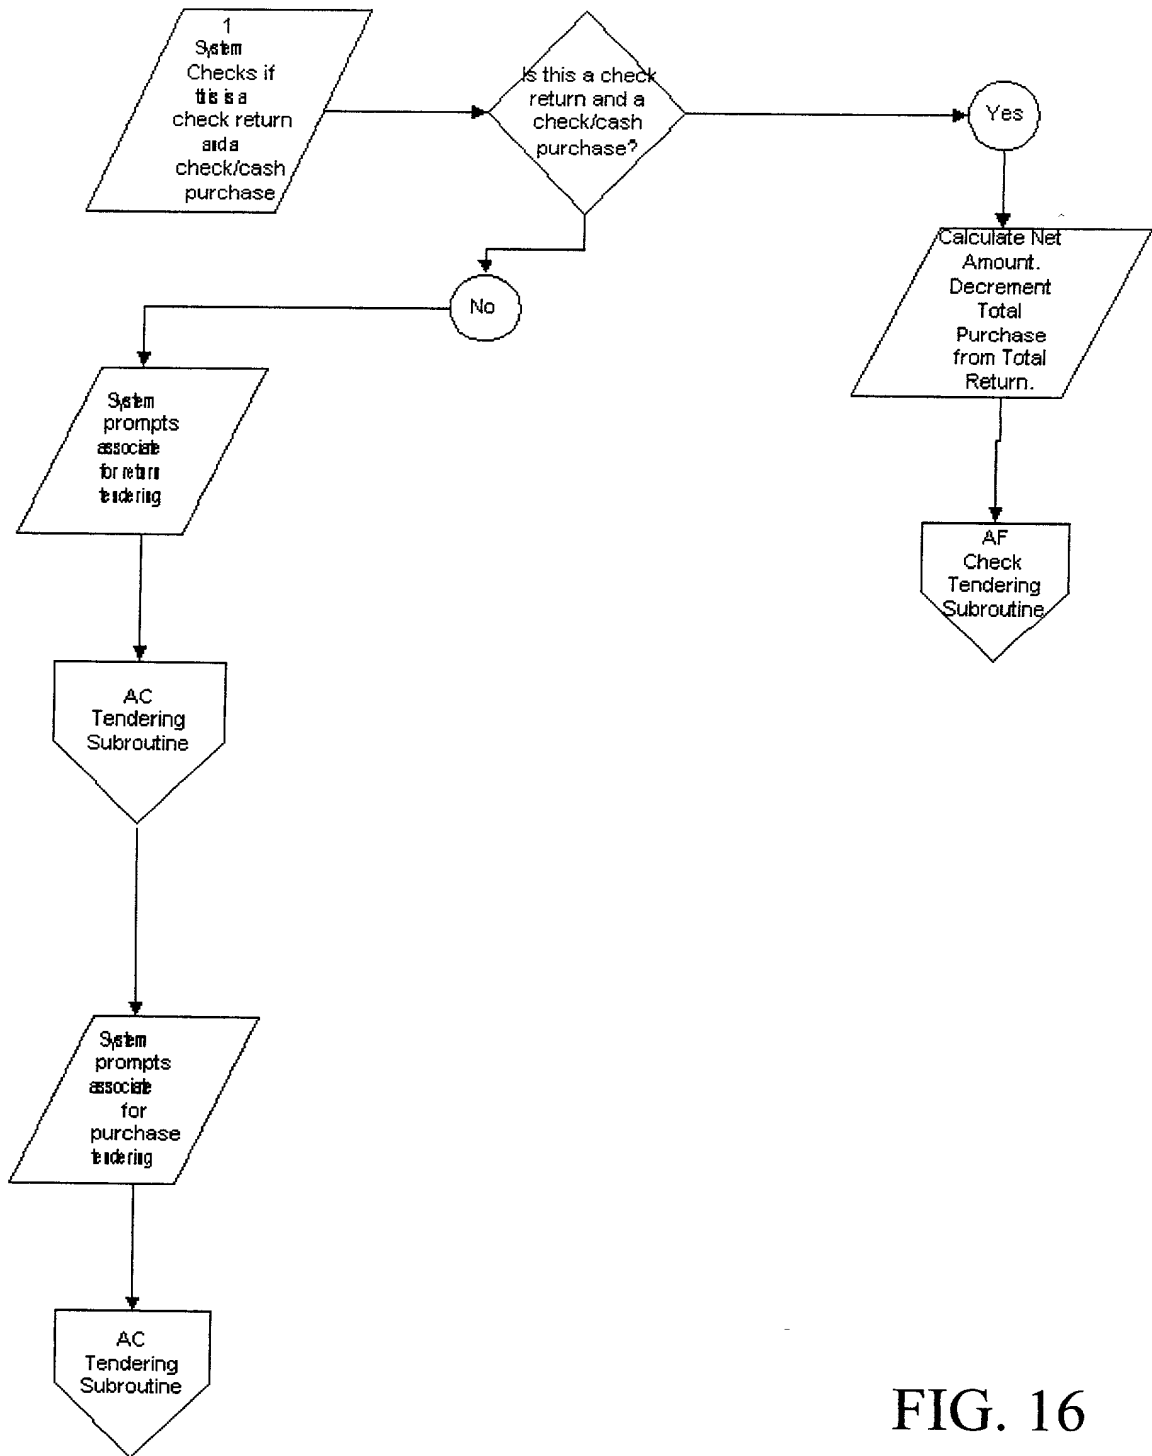 1
System
Checks if
this is a
check return
and a
check/cash
purchase
Is this a check
return and a
check/cash
purchase?
Yes
No
Calculate Net
Amount.
Decrement
Total
Purchase
from Total
Return.
System
prompts
associate
for return
tendering
AF
Check
Tendering
Subroutine
AC
Tendering
Subroutine
System
prompts
associate
for
purchase
tendering
AC
Tendering
Subroutine
FIG. 16